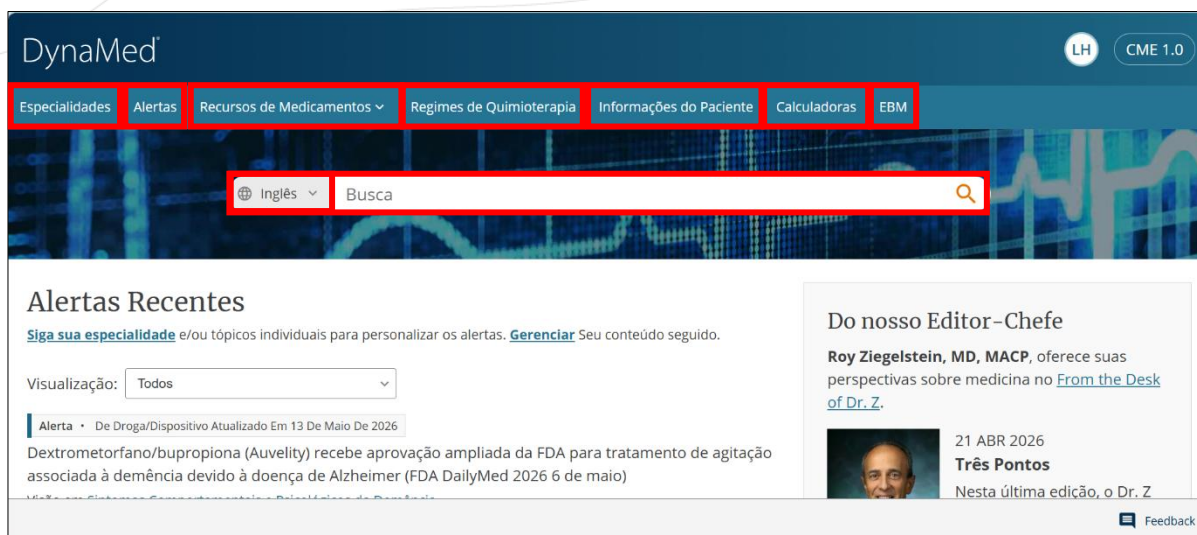 DynaMed
LH
CME 1.0
Especialidades Alertas Recursos de Medicamentos Regimes de Quimioterapia Informações do Paciente Calculadoras EBM
Inglês Busca
Alertas Recentes
Siga sua especialidade e/ou tópicos individuais para personalizar os alertas. Gerenciar Seu conteúdo seguido.
Visualização: Todos
Alerta • De Droga/Dispositivo Atualizado Em 13 De Maio De 2026
Dextrometorfano/bupropiona (Auvelity) recebe aprovação ampliada da FDA para tratamento de agitação
associada à demência devido à doença de Alzheimer (FDA DailyMed 2026 6 de maio)
Do nosso Editor-Chefe
Roy Ziegelstein, MD, MACP, oferece suas
perspectivas sobre medicina no From the Desk
of Dr. Z.
21 ABR 2026
Três Pontos
Nesta última edição, o Dr. Z
Feedback